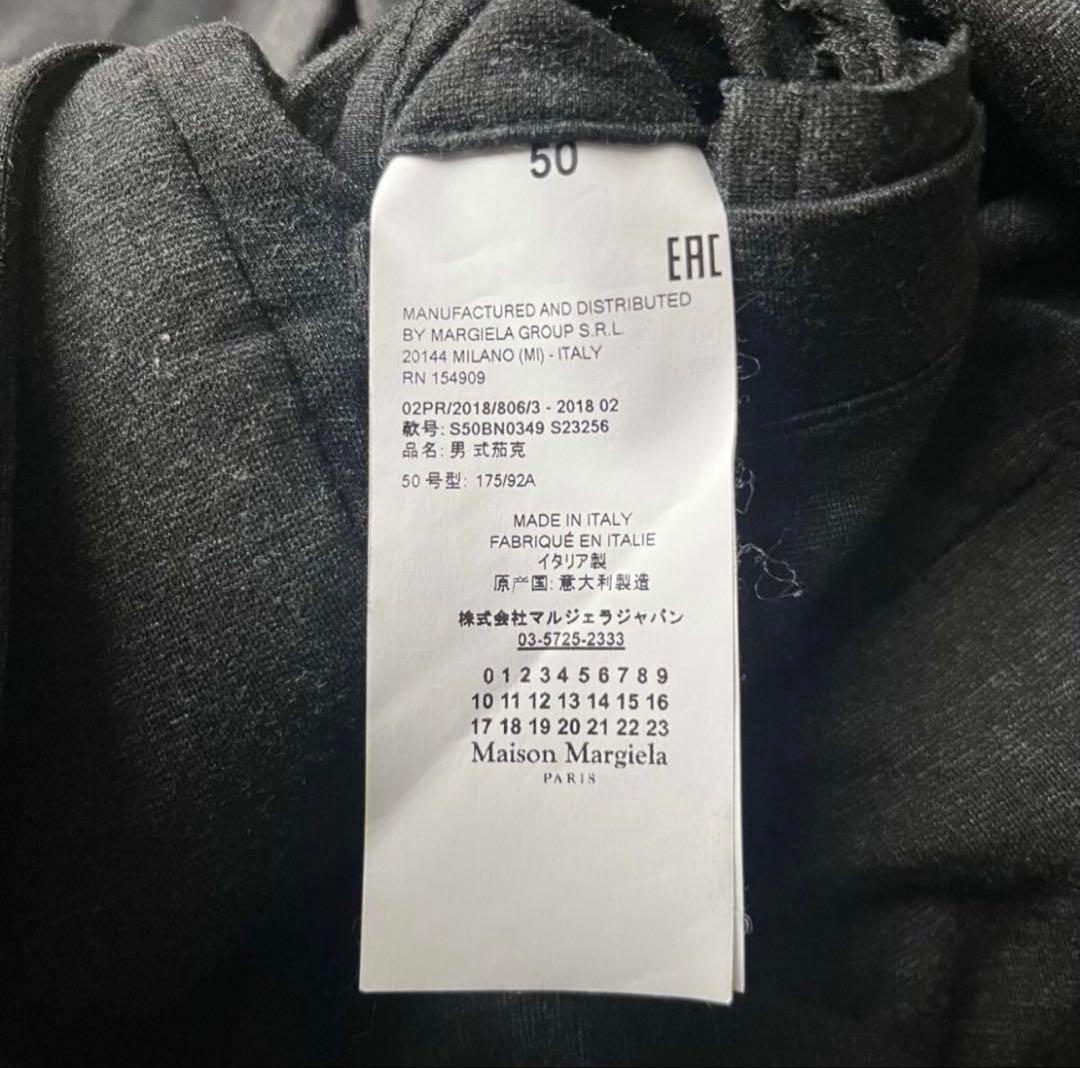 50
EAC
MANUFACTURED AND DISTRIBUTED
BY MARGIELA GROUP S.R.L.
20144 MILANO (MI) - ITALY
RN 154909
02PR/2018/806/3 - 2018 02
款号: S50BN0349 S23256
品名: 男 式茄克
50 号型: 175/92A
MADE IN ITALY
FABRIQUÉ EN ITALIE
イタリア製
原产国: 意大利製造
株式会社マルジェラジャパン
03-5725-2333
0 1 2 3 4 5 6 7 8 9
10 11 12 13 14 15 16
17 18 19 20 21 22 23
Maison Margiela
PARIS